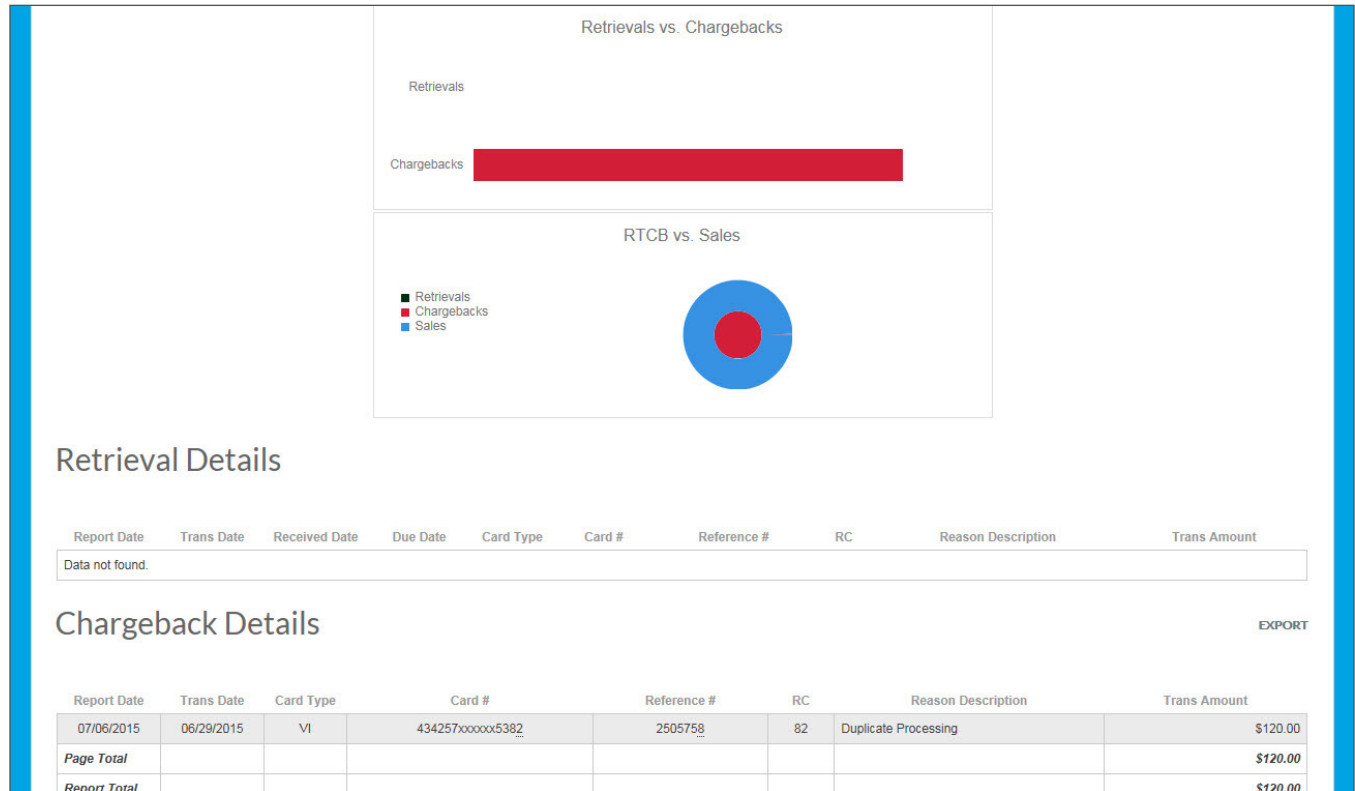 Retrievals vs. Chargebacks
Retrievals
Chargebacks
RTCB vs. Sales
Retrievals
Chargebacks
Sales
Retrieval Details
Report Date Trans Date Received Date Due Date Card Type Card # Reference # RC Reason Description Trans Amount
Data not found.
Chargeback Details
EXPORT
Report Date Trans Date Card Type Card # Reference # RC Reason Description Trans Amount
07/06/2015 06/29/2015 VI 434257xxxxxx5382 2505758 82 Duplicate Processing $120.00
Page Total $120.00
Report Total $120.00